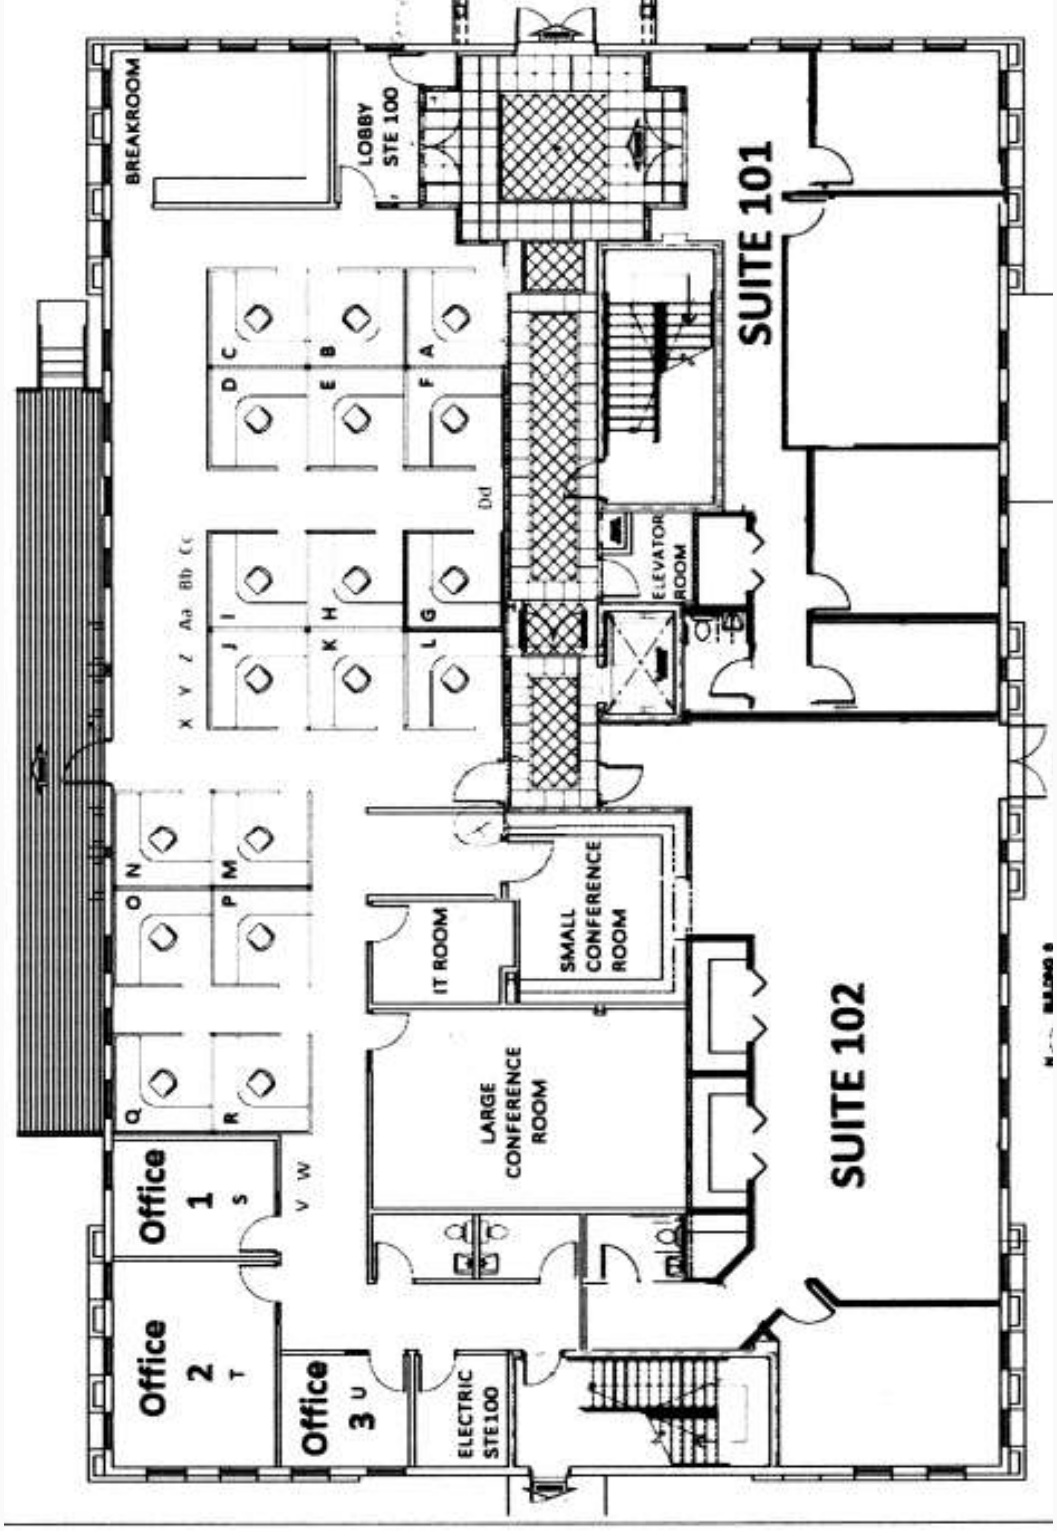 BREAKROOM
LOBBY
STE 100
SUITE 101
C
B
A
D
E
F
Dd
ELEVATOR
ROOM
X Y Z Aa Bb Cc
I
H
G
J
K
L
N
M
O
P
IT ROOM
SMALL
CONFERENCE
ROOM
Q
R
LARGE
CONFERENCE
ROOM
SUITE 102
Office
1
S
V W
Office
2
T
Office
3 U
ELECTRIC
STE100